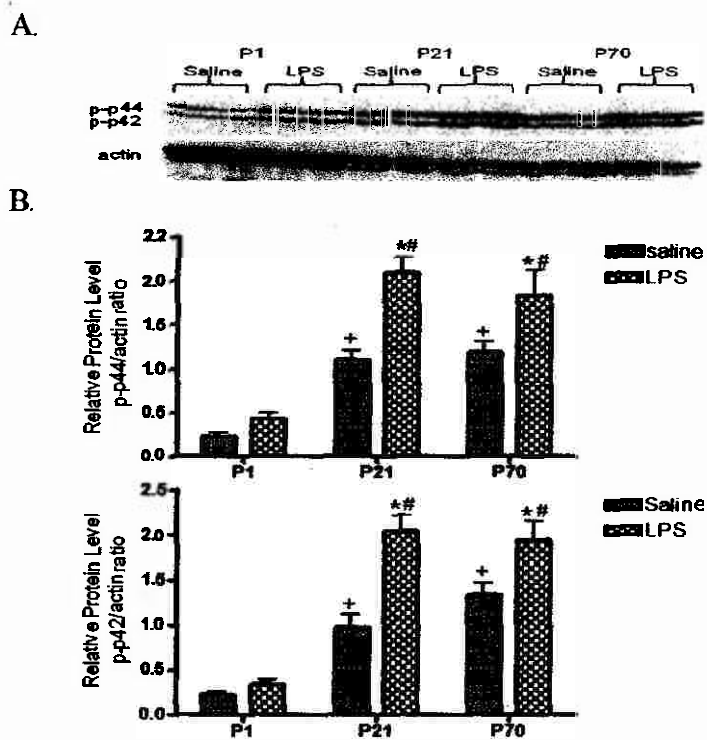 A.
P1 P21 P70
Saline LPS Saline LPS Saline LPS
p-p44
p-p42
actin
B.
Relative Protein Level
p-p44/actin ratio
2.2
2.0
1.5
1.0
0.5
0.0
+ *# + *#
P1 P21 P70
saline
LPS
Relative Protein Level
p-p42/actin ratio
2.5
2.0
1.5
1.0
0.5
0.0
+ *# + *#
P1 P21 P70
Saline
LPS